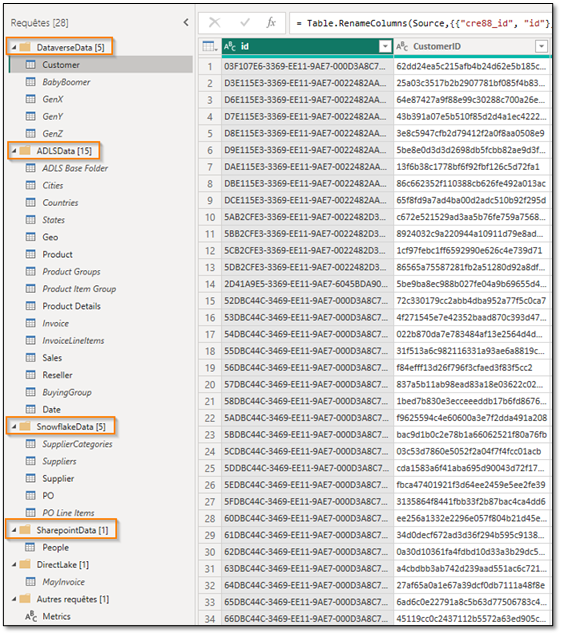 Requêtes [28]
DataverseData [5]
Customer
BabyBoomer
GenX
GenY
GenZ
ADLSData [15]
ADLS Base Folder
Cities
Countries
States
Geo
Product
Product Groups
Product Item Group
Product Details
Invoice
InvoiceLineItems
Sales
Reseller
BuyingGroup
Date
SnowflakeData [5]
SupplierCategories
Suppliers
Supplier
PO
PO Line Items
SharepointData [1]
People
DirectLake [1]
MayInvoice
Autres requêtes [1]
ABC Metrics
fx = Table.RenameColumns(Source,{{"cre88_id", "id"}
ABC id ABC CustomerID
1 03F107E6-3369-EE11-9AE7-000D3A8C7... 62dd24ea5c215afb4b24d62e5b185c...
2 D3E115E3-3369-EE11-9AE7-0022482AA... 25a03c3517b2b2907781bf085f4b83...
3 D6E115E3-3369-EE11-9AE7-0022482AA... 64e87427a9f88e99c30288c700a26e...
4 D7E115E3-3369-EE11-9AE7-0022482AA... 43b391a07e5b510f85d2d4a1ec4222...
5 D8E115E3-3369-EE11-9AE7-0022482AA... 3e8c5947cfb2d79412f2a0f8aa0508e9
6 D9E115E3-3369-EE11-9AE7-0022482AA... 5be8e0d3d3d2698db5fcbb82ae9d3f...
7 DAE115E3-3369-EE11-9AE7-0022482AA... 13f6b38c1778bf6f92fbf126c5d72fa1
8 DBE115E3-3369-EE11-9AE7-0022482AA... 86c662352f110388cb626fe492a013ac
9 DCE115E3-3369-EE11-9AE7-0022482AA... 65f8fd9a7ad4ba00d2adc510b92f295d
10 5AB2CFE3-3369-EE11-9AE7-0022482D3... c672e521529ad3aa5b76fe759a7568...
11 5BB2CFE3-3369-EE11-9AE7-0022482D3... 8924032c9a220944a10911d79e8ad...
12 5CB2CFE3-3369-EE11-9AE7-0022482D3... 1cf97febc1ff6592990e626c4e739d71
13 5DB2CFE3-3369-EE11-9AE7-0022482D3... 86565a75587281fb2a51280d92a8df...
14 2D41A9E5-3369-EE11-9AE7-6045BDA90... 5be9ba8ec988b027fe04a9b69655d4...
15 52DBC44C-3469-EE11-9AE7-000D3A8C7... 72c330179cc2abb4dba952a77f5c0ca7
16 53DBC44C-3469-EE11-9AE7-000D3A8C7... 4f271545e7e42352baad870c393d47...
17 54DBC44C-3469-EE11-9AE7-000D3A8C7... 022b870da7e783484af13e2564d4d...
18 55DBC44C-3469-EE11-9AE7-000D3A8C7... 31f513a6c982116331a93ae6a8819c...
19 56DBC44C-3469-EE11-9AE7-000D3A8C7... f84efff13d26f796f3cfaed3f83f5cc2
20 57DBC44C-3469-EE11-9AE7-000D3A8C7... 837a5b11ab98ead83a18e03622c02...
21 58DBC44C-3469-EE11-9AE7-000D3A8C7... 1bed7b830e3ecceeeddb17b6fd8676...
22 5ADBC44C-3469-EE11-9AE7-000D3A8C7... f9625594c4e60600a3e7f2dda491a208
23 5BDBC44C-3469-EE11-9AE7-000D3A8C7... bac9d1b0c2e78b1a66062521f80a76fb
24 5CDBC44C-3469-EE11-9AE7-000D3A8C7... 03c53d7860e5052f2a04f7f4fcc01acb
25 5DDBC44C-3469-EE11-9AE7-000D3A8C7... cda1583a6f41aba695d90043d72f17...
26 5EDBC44C-3469-EE11-9AE7-000D3A8C7... fbca47401921f3d64ee2459e5ee2fe39
27 5FDBC44C-3469-EE11-9AE7-000D3A8C7... 3135864f8441fbb33f2b87bac4ca4dd6
28 60DBC44C-3469-EE11-9AE7-000D3A8C7... ee256a1332e2296e057f804b21d45e...
29 61DBC44C-3469-EE11-9AE7-000D3A8C7... 34d0decf672ad3d36f294b595c9138...
30 62DBC44C-3469-EE11-9AE7-000D3A8C7... 0a30d10361fa4fdbd10d33a3b29dc5...
31 63DBC44C-3469-EE11-9AE7-000D3A8C7... a4cbdbb3ab742d239aad551ac6c721...
32 64DBC44C-3469-EE11-9AE7-000D3A8C7... 27af65a0a1e67a39dcf0db7111a48f8e
33 65DBC44C-3469-EE11-9AE7-000D3A8C7... 6ad6c0e22791a8c5b63d77506783c4...
34 66DBC44C-3469-EE11-9AE7-000D3A8C7... 45119cc0c2437112b5572a63ed905c...